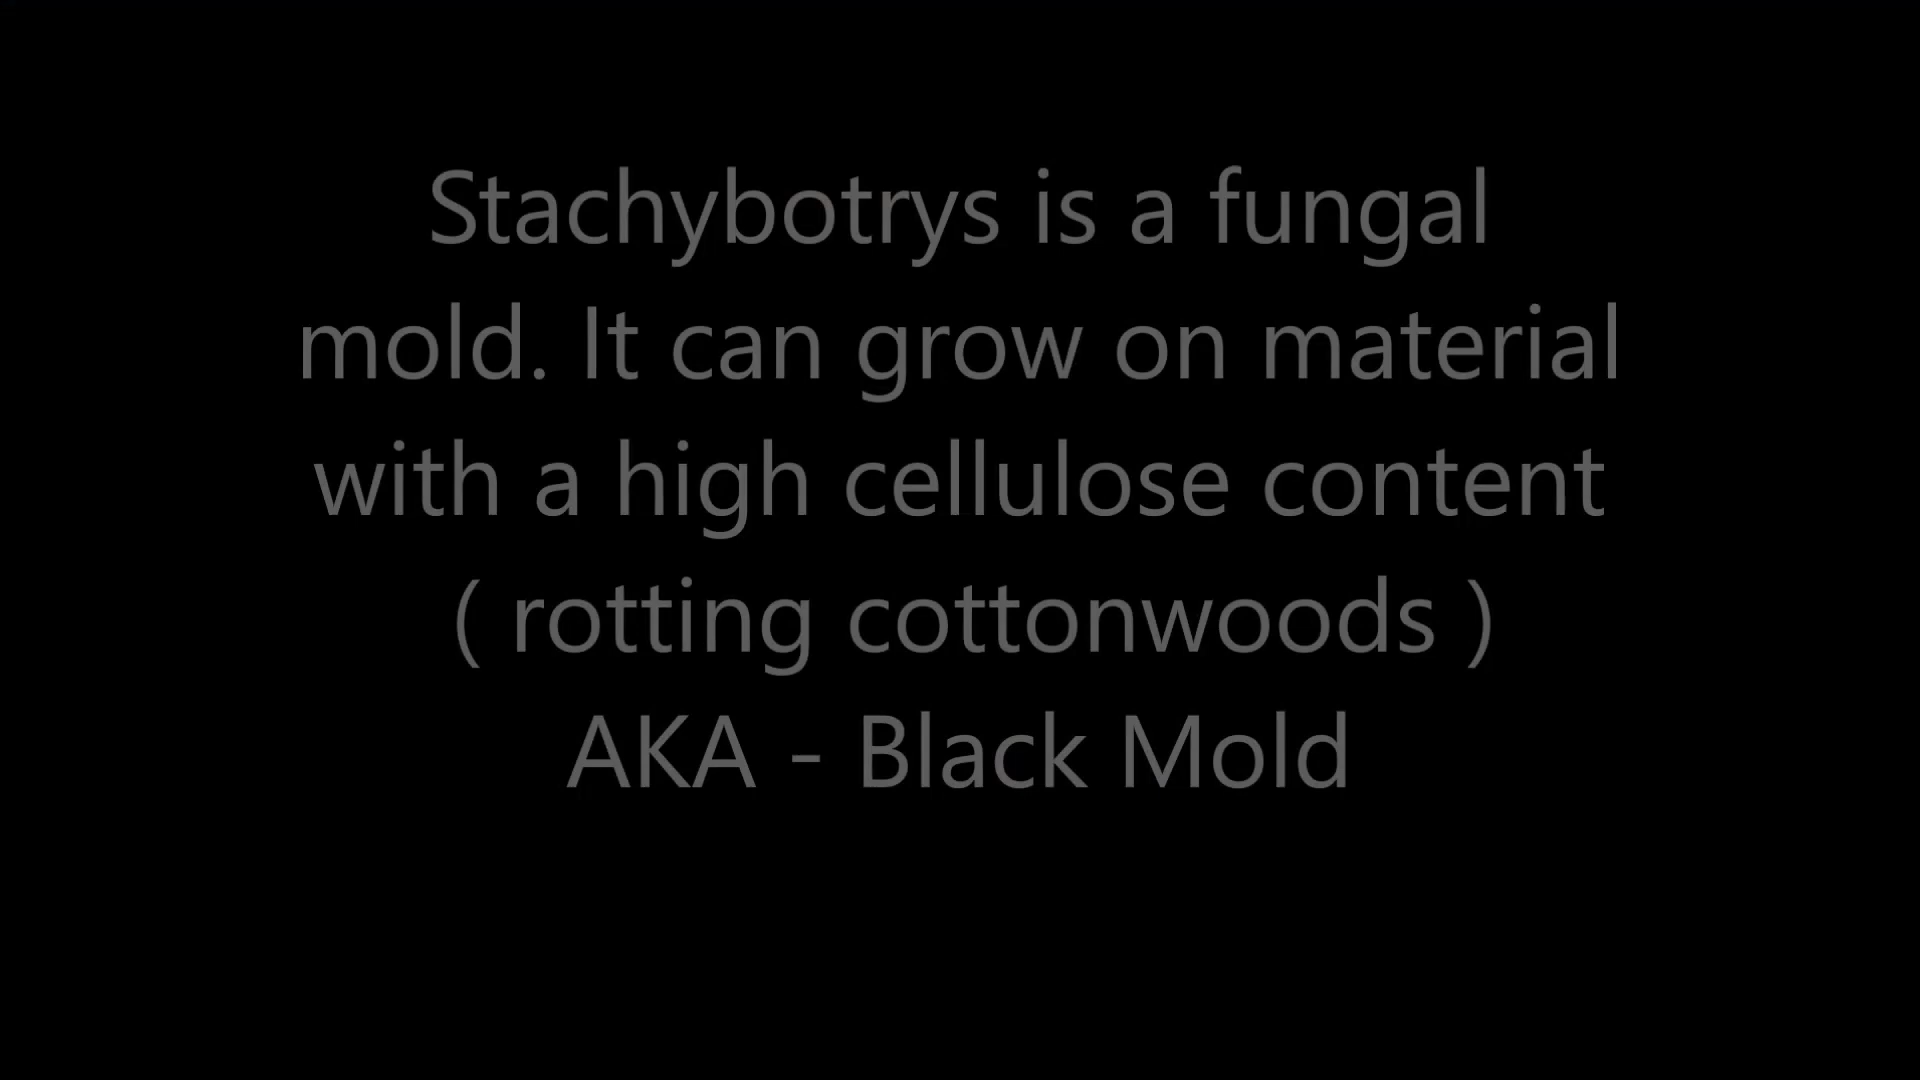 Stachybotrys is a fungal
mold. It can grow on material
with a high cellulose content
( rotting cottonwoods )
AKA - Black Mold